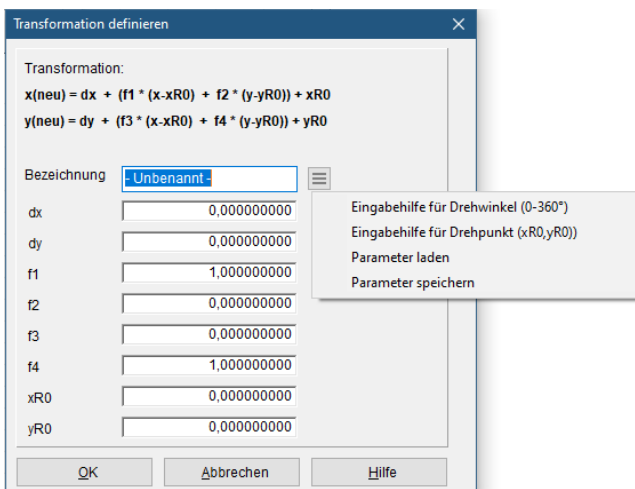 Transformation definieren
Transformation:
x(neu) = dx + (f1 * (x-xR0) + f2 * (y-yR0)) + xR0
y(neu) = dy + (f3 * (x-xR0) + f4 * (y-yR0)) + yR0
Bezeichnung - Unbenannt -
Eingabehilfe für Drehwinkel (0-360°)
Eingabehilfe für Drehpunkt (xR0,yR0))
Parameter laden
Parameter speichern
dx 0,000000000
dy 0,000000000
f1 1,000000000
f2 0,000000000
f3 0,000000000
f4 1,000000000
xR0 0,000000000
yR0 0,000000000
OK Abbrechen Hilfe